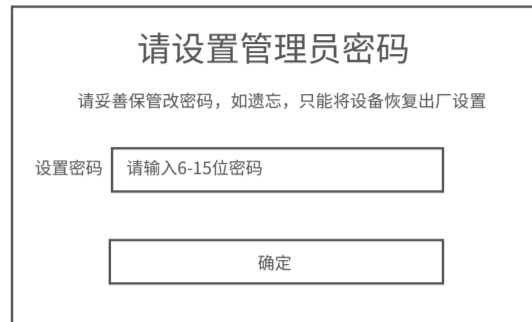 请设置管理员密码
请妥善保管改密码，如遗忘，只能将设备恢复出厂设置
设置密码 请输入6-15位密码
确定